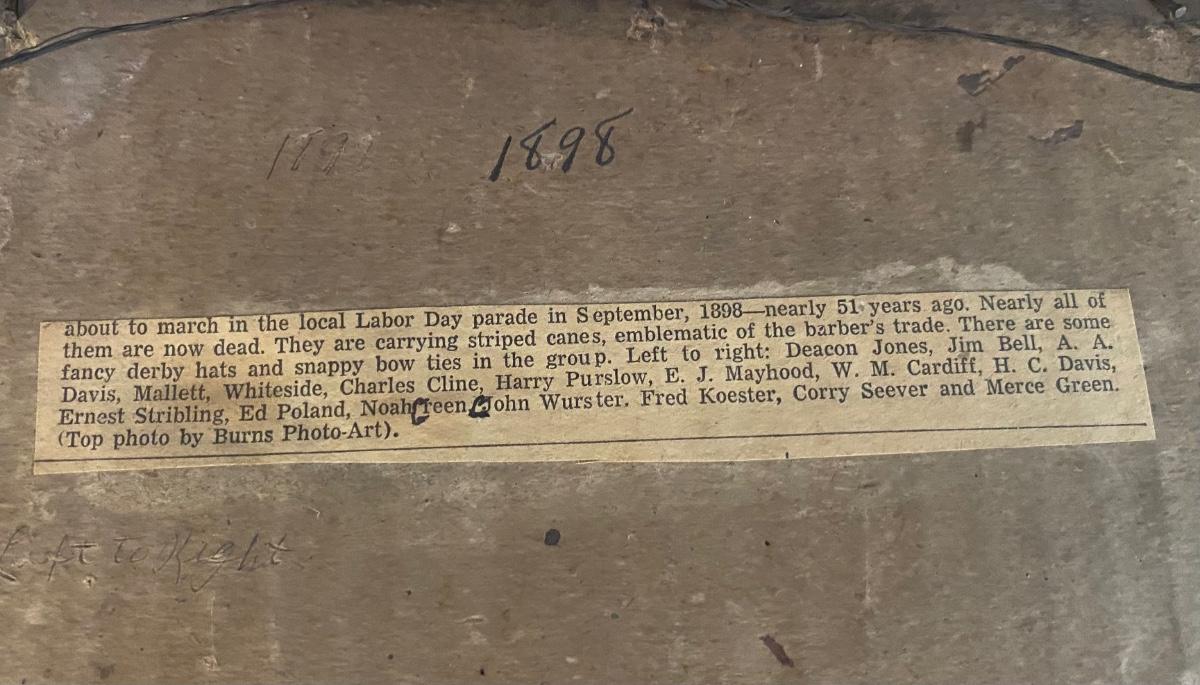 1898
about to march in the local Labor Day parade in September, 1898—nearly 51 years ago. Nearly all of
them are now dead. They are carrying striped canes, emblematic of the barber's trade. There are some
fancy derby hats and snappy bow ties in the group. Left to right: Deacon Jones, Jim Bell, A. A.
Davis, Mallett, Whiteside, Charles Cline, Harry Purslow, E. J. Mayhood, W. M. Cardiff, H. C. Davis,
Ernest Stribling, Ed Poland, Noah Green, John Wurster. Fred Koester, Corry Seever and Merce Green.
(Top photo by Burns Photo-Art).
Left to Right